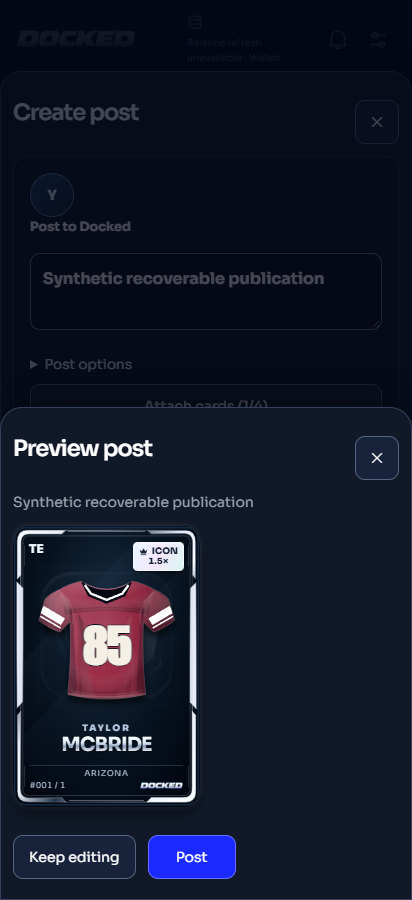 DOCKED
Balance refresh
unavailable · Wallet
Create post
Y
Post to Docked
Synthetic recoverable publication
Post options
Attach cards (1/4)
Preview post
Synthetic recoverable publication
TE
ICON
1.5×
85
TAYLOR
MCBRIDE
ARIZONA
#001 / 1
DOCKED
Keep editing
Post